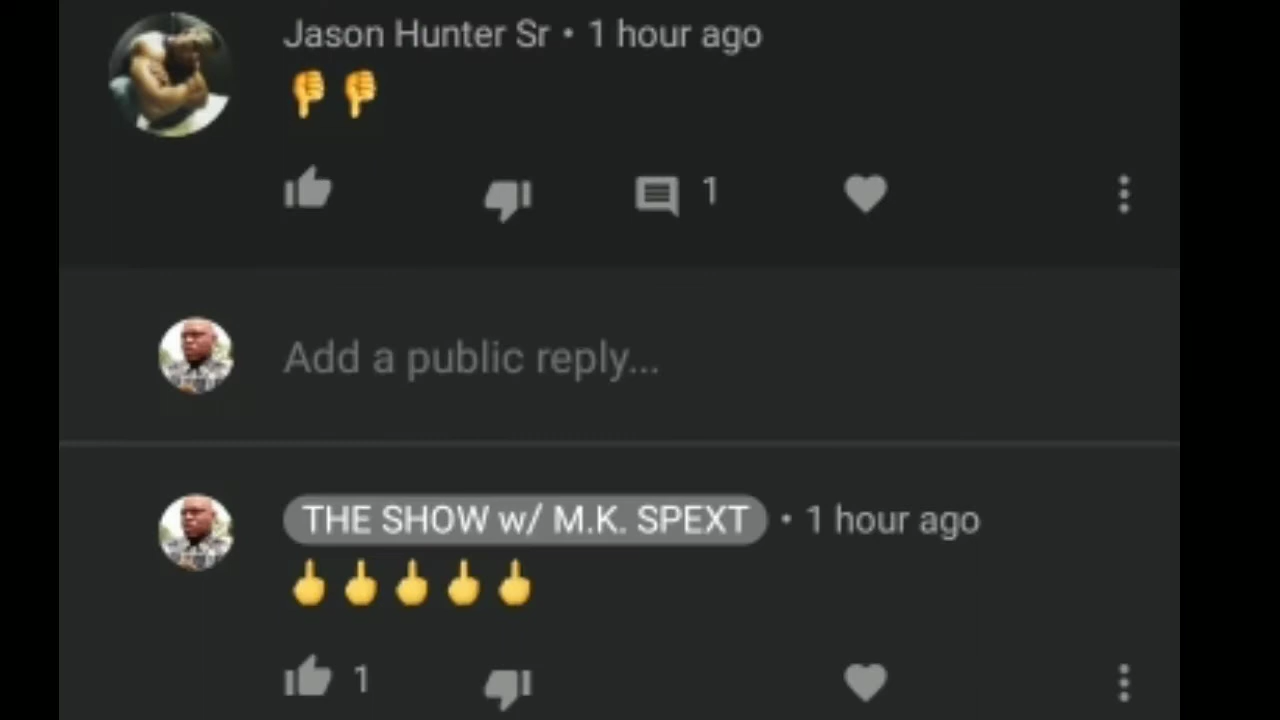 Jason Hunter Sr • 1 hour ago
👎👎
1
Add a public reply...
THE SHOW w/ M.K. SPEXT • 1 hour ago
🖕🖕🖕🖕🖕
1